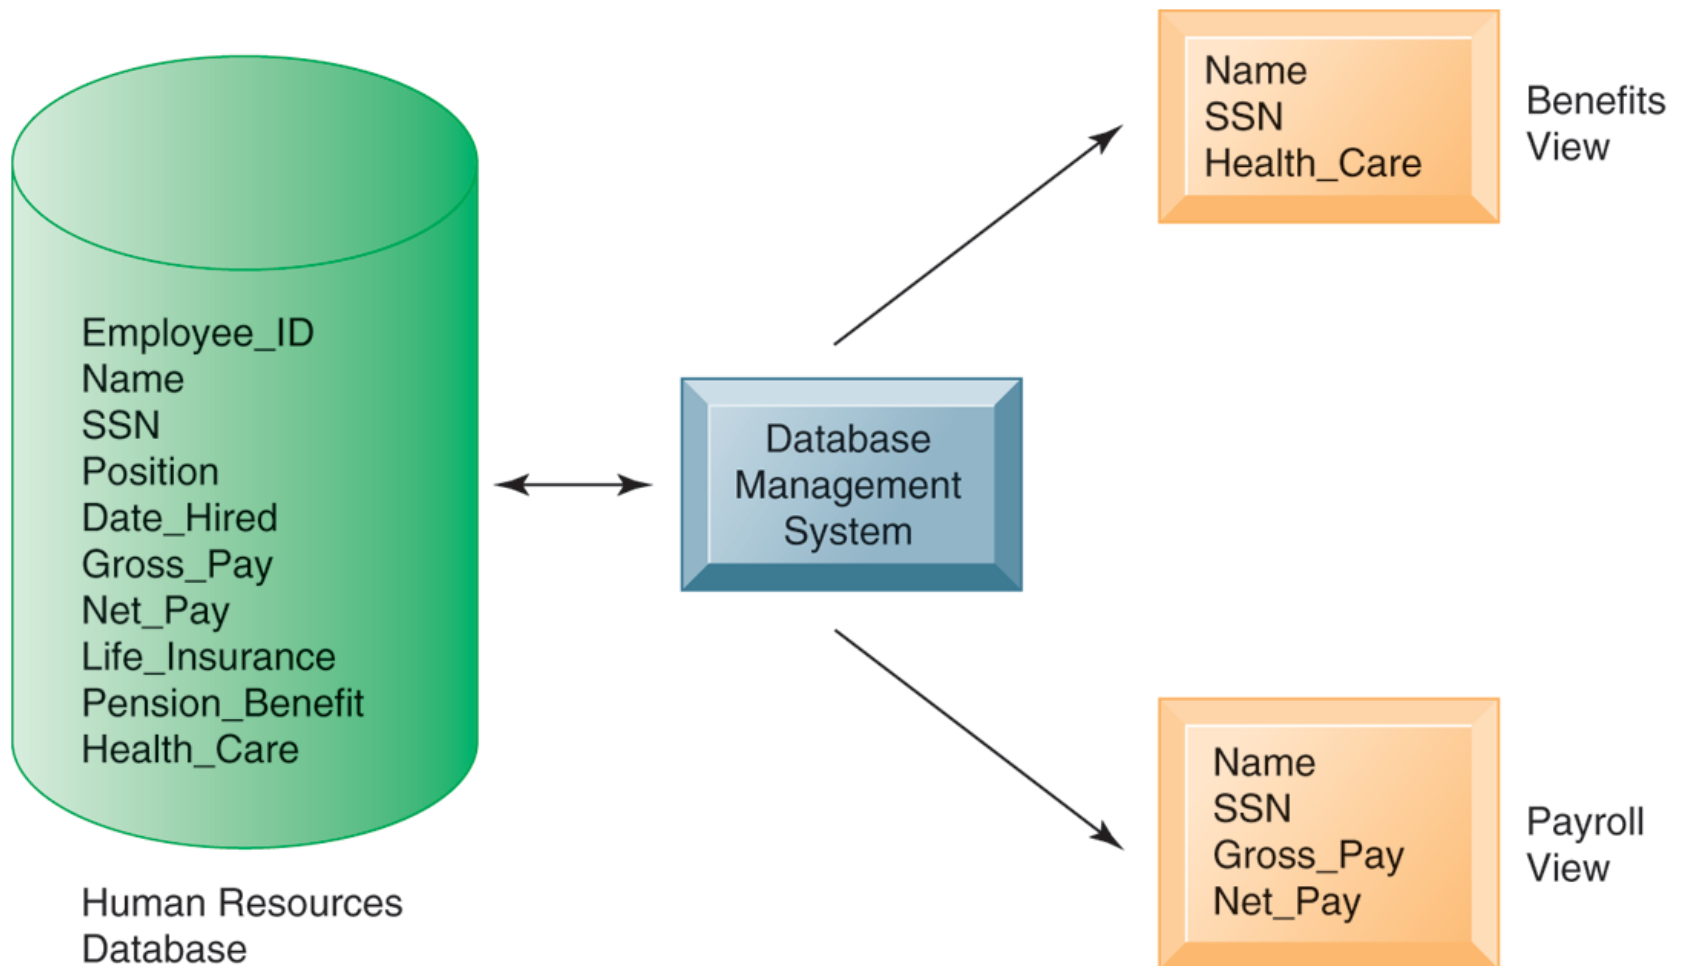 Employee_ID
Name
SSN
Position
Date_Hired
Gross_Pay
Net_Pay
Life_Insurance
Pension_Benefit
Health_Care
Human Resources
Database
Database
Management
System
Name
SSN
Health_Care
Benefits
View
Name
SSN
Gross_Pay
Net_Pay
Payroll
View